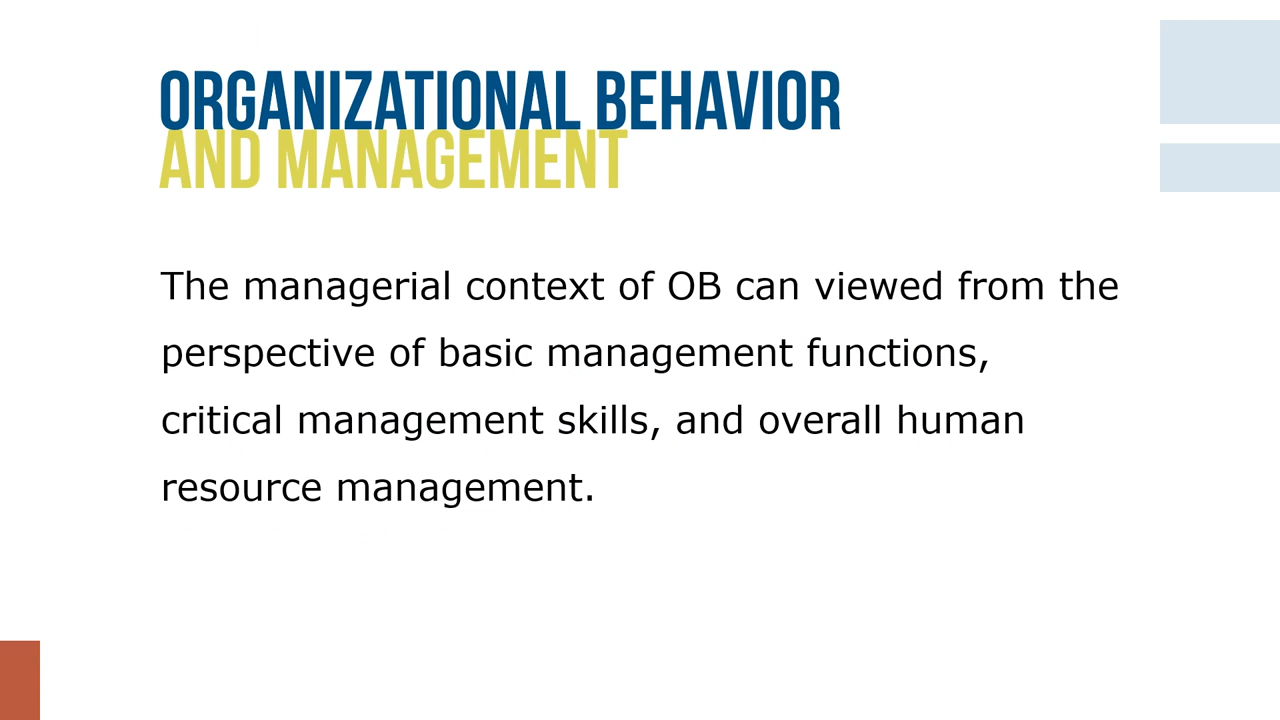 ORGANIZATIONAL BEHAVIOR
AND MANAGEMENT
The managerial context of OB can viewed from the
perspective of basic management functions,
critical management skills, and overall human
resource management.